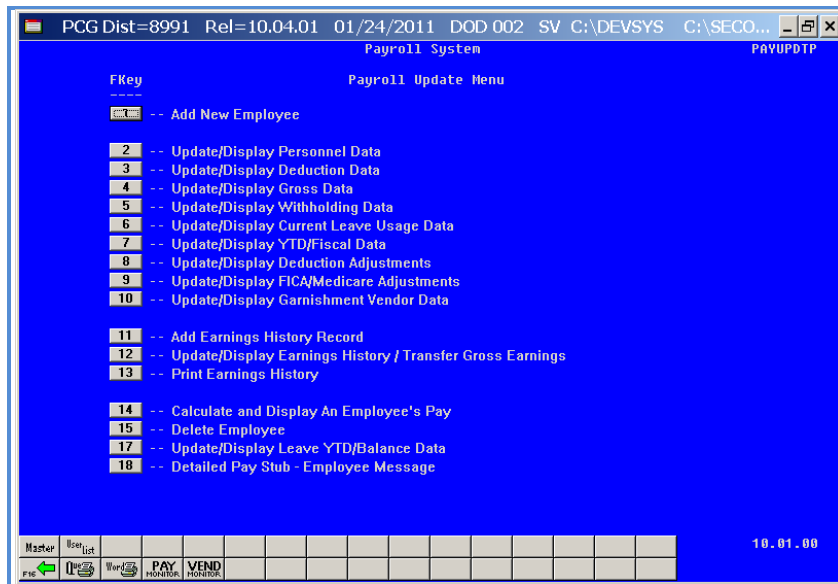 PCG Dist=8991 Rel=10.04.01 01/24/2011 DOD 002 SV C:\DEVSYS C:\SECO...
Payroll System PAYUPDTP
FKey Payroll Update Menu
----
1 -- Add New Employee
2 -- Update/Display Personnel Data
3 -- Update/Display Deduction Data
4 -- Update/Display Gross Data
5 -- Update/Display Withholding Data
6 -- Update/Display Current Leave Usage Data
7 -- Update/Display YTD/Fiscal Data
8 -- Update/Display Deduction Adjustments
9 -- Update/Display FICA/Medicare Adjustments
10 -- Update/Display Garnishment Vendor Data
11 -- Add Earnings History Record
12 -- Update/Display Earnings History / Transfer Gross Earnings
13 -- Print Earnings History
14 -- Calculate and Display An Employee's Pay
15 -- Delete Employee
17 -- Update/Display Leave YTD/Balance Data
18 -- Detailed Pay Stub - Employee Message
Master User List 10.01.00
F16 Que Word PAY MONITOR VEND MONITOR